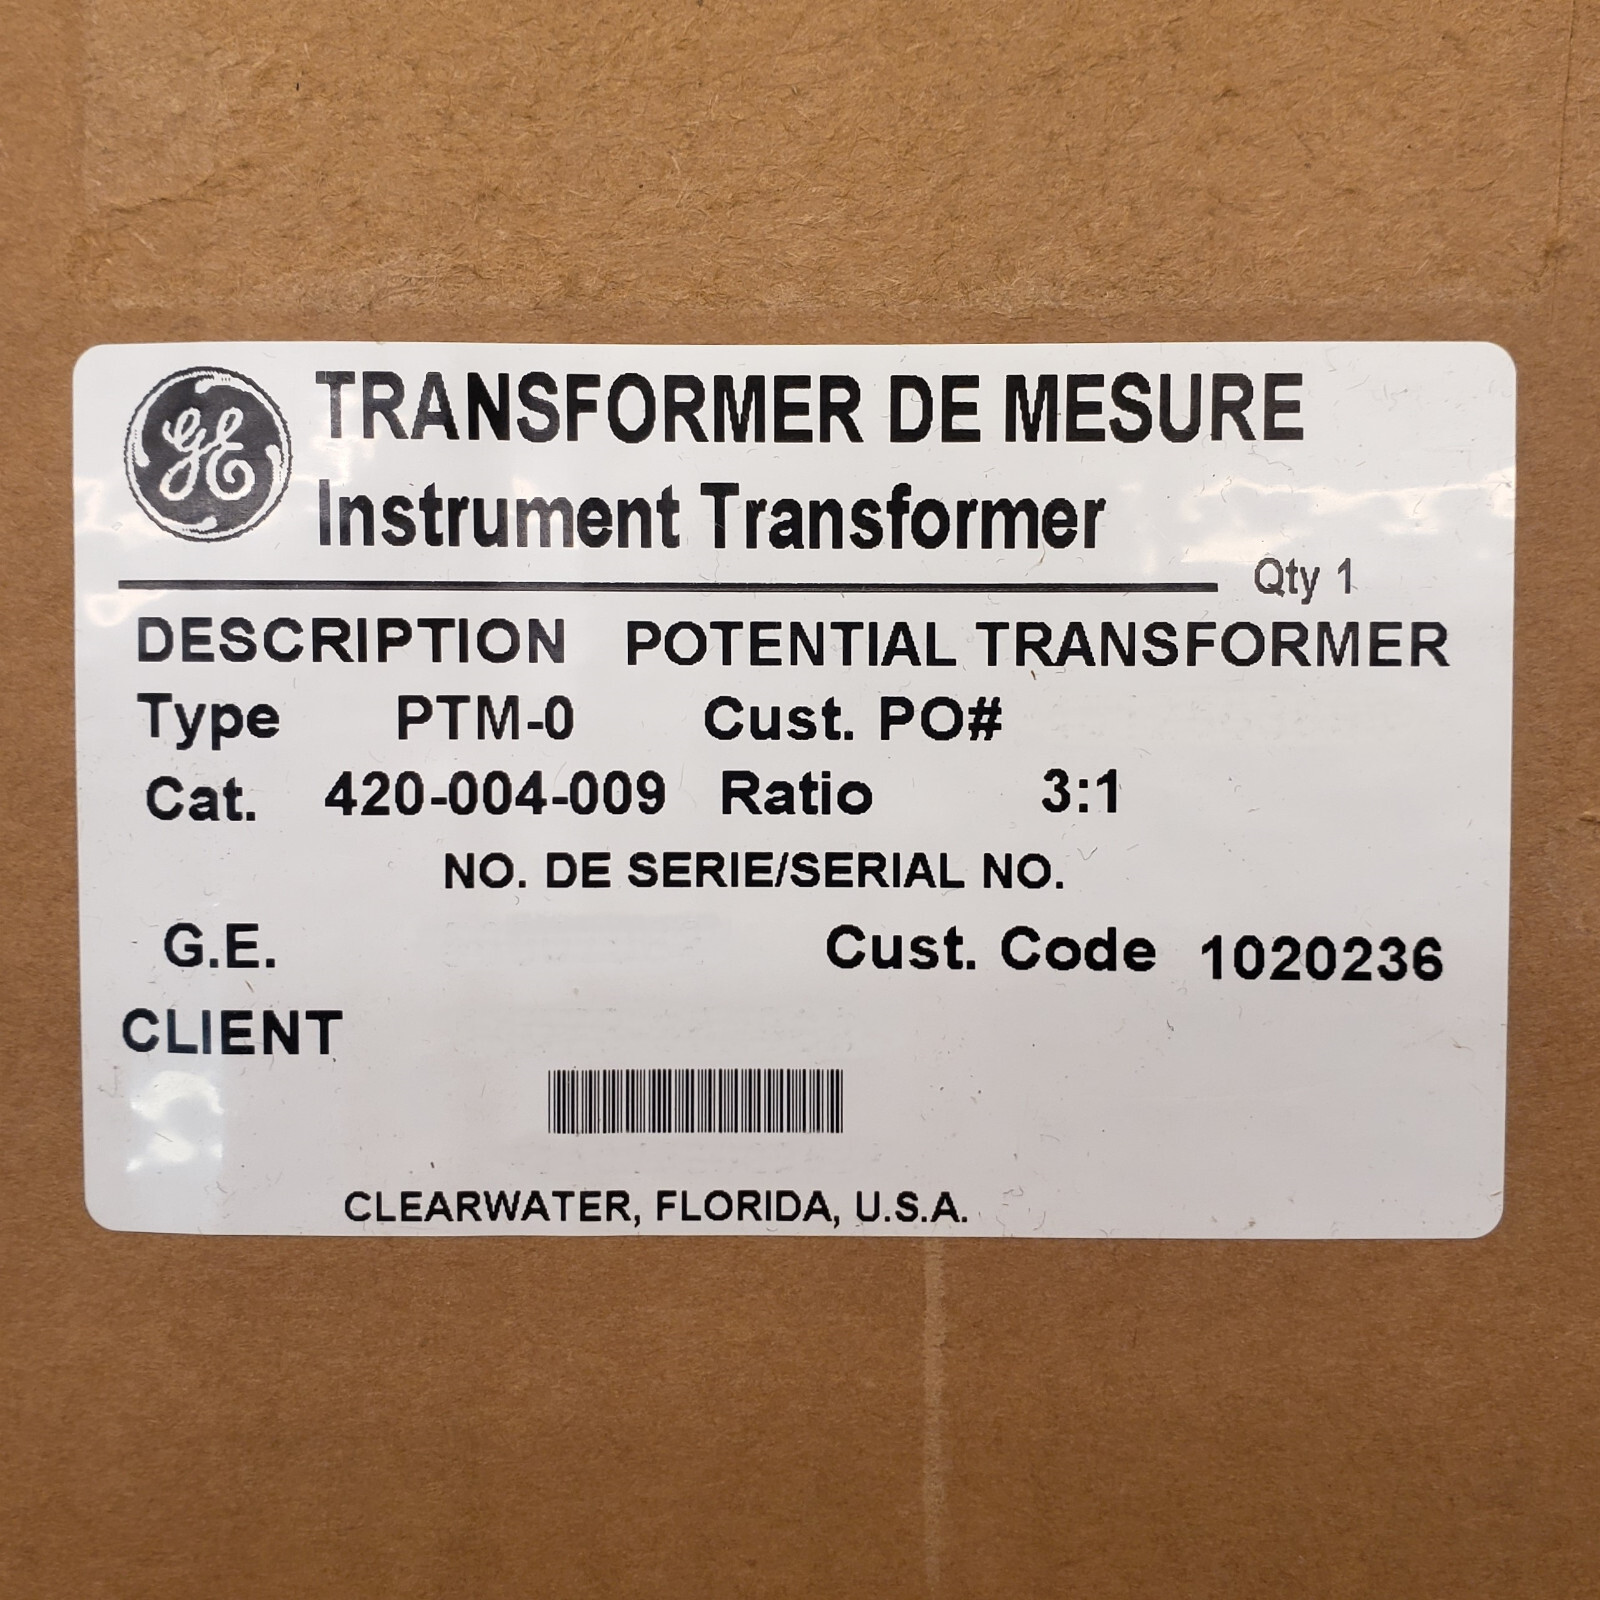 GE
TRANSFORMER DE MESURE
Instrument Transformer
Qty 1
DESCRIPTION POTENTIAL TRANSFORMER
Type PTM-0 Cust. PO#
Cat. 420-004-009 Ratio 3:1
NO. DE SERIE/SERIAL NO.
G.E. Cust. Code 1020236
CLIENT
CLEARWATER, FLORIDA, U.S.A.